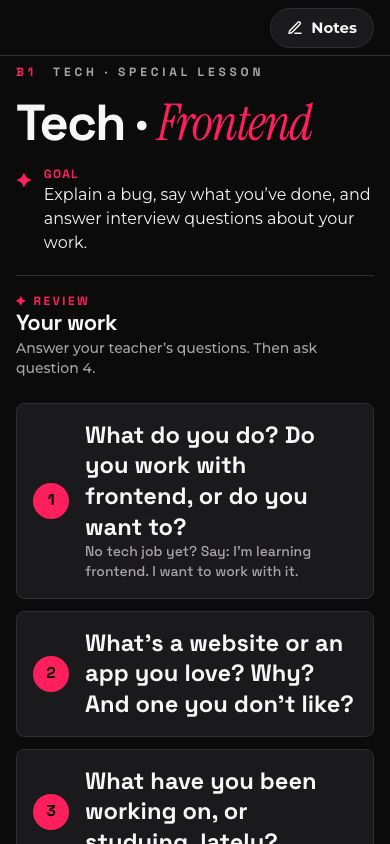 Notes
B1 TECH · SPECIAL LESSON
Tech · Frontend
GOAL
Explain a bug, say what you've done, and
answer interview questions about your
work.
REVIEW
Your work
Answer your teacher's questions. Then ask
question 4.
What do you do? Do
you work with
1
frontend, or do you
want to?
No tech job yet? Say: I'm learning
frontend. I want to work with it.
What's a website or an
2
app you love? Why?
And one you don't like?
What have you been
3
working on, or
studying, lately?